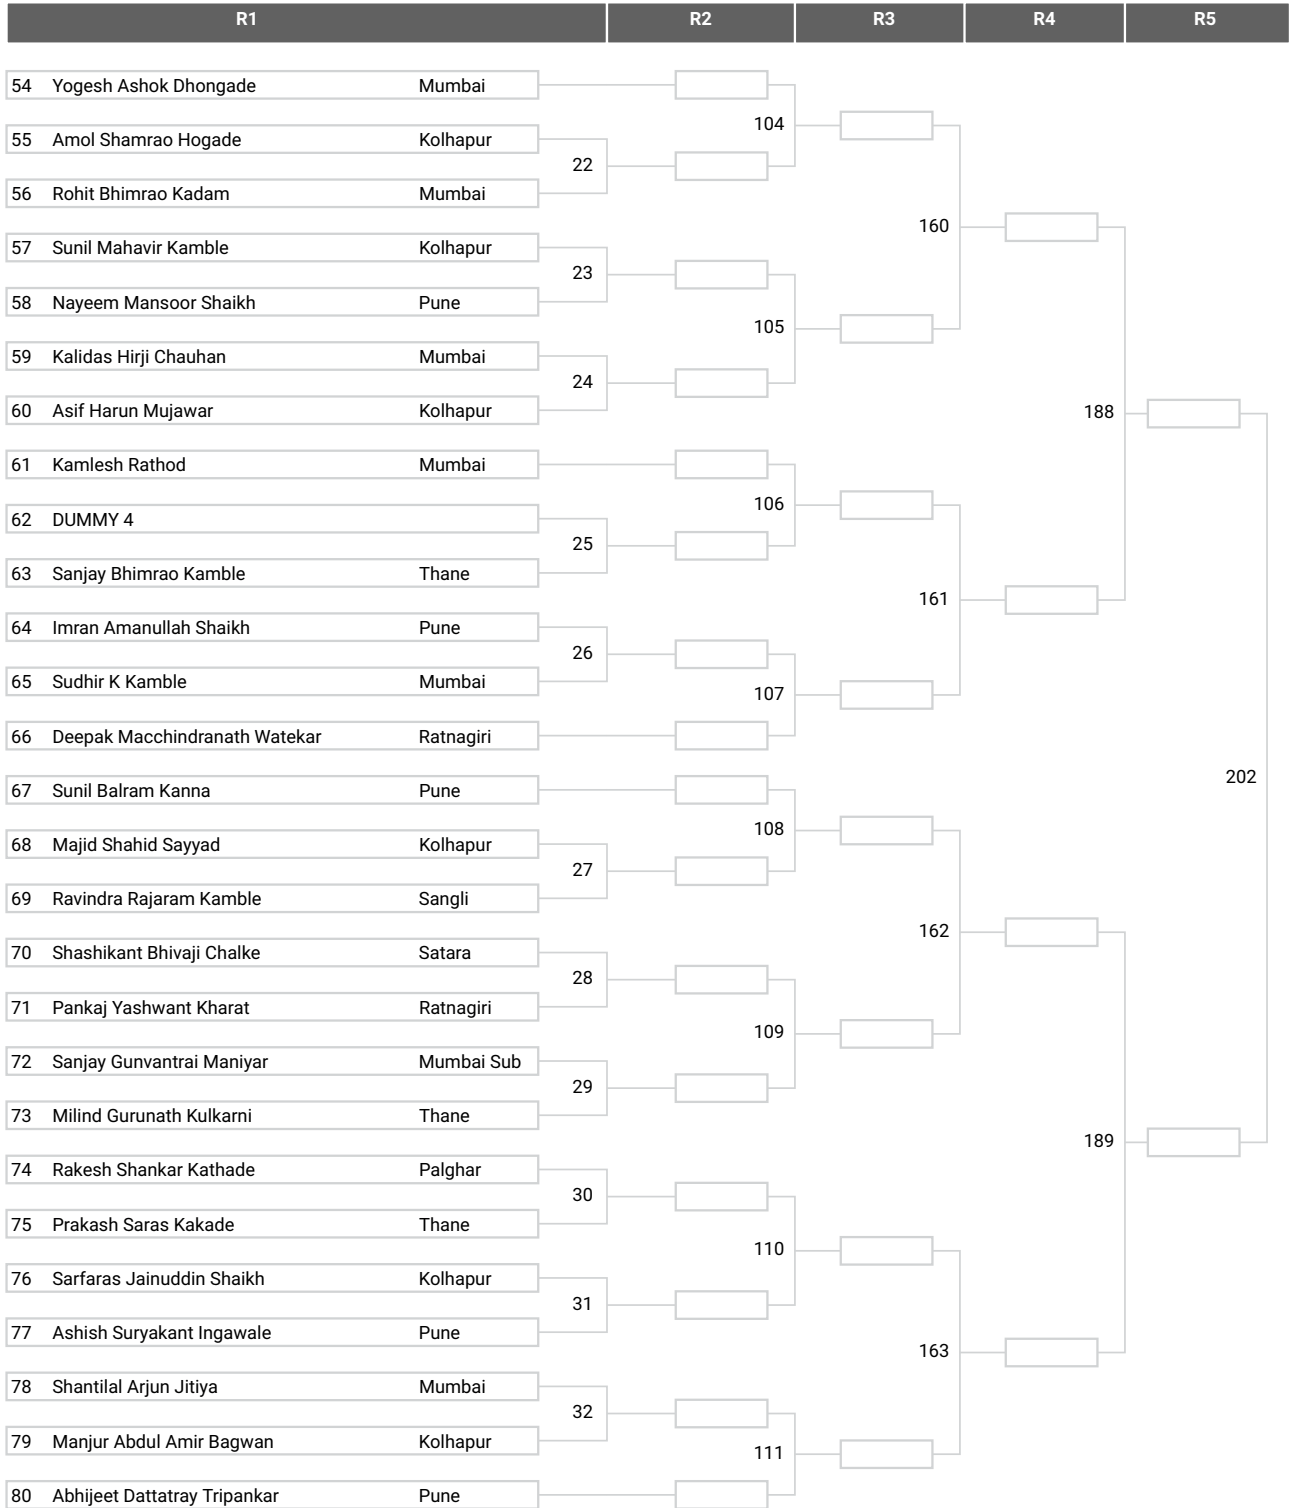 R1 R2 R3 R4 R5
54 Yogesh Ashok Dhongade Mumbai
104
55 Amol Shamrao Hogade Kolhapur
22
56 Rohit Bhimrao Kadam Mumbai
160
57 Sunil Mahavir Kamble Kolhapur
23
58 Nayeem Mansoor Shaikh Pune
105
59 Kalidas Hirji Chauhan Mumbai
24
60 Asif Harun Mujawar Kolhapur
188
61 Kamlesh Rathod Mumbai
106
62 DUMMY 4
25
63 Sanjay Bhimrao Kamble Thane
161
64 Imran Amanullah Shaikh Pune
26
65 Sudhir K Kamble Mumbai
107
66 Deepak Macchindranath Watekar Ratnagiri
202
67 Sunil Balram Kanna Pune
108
68 Majid Shahid Sayyad Kolhapur
27
69 Ravindra Rajaram Kamble Sangli
162
70 Shashikant Bhivaji Chalke Satara
28
71 Pankaj Yashwant Kharat Ratnagiri
109
72 Sanjay Gunvantrai Maniyar Mumbai Sub
29
73 Milind Gurunath Kulkarni Thane
189
74 Rakesh Shankar Kathade Palghar
30
75 Prakash Saras Kakade Thane
110
76 Sarfaras Jainuddin Shaikh Kolhapur
31
77 Ashish Suryakant Ingawale Pune
163
78 Shantilal Arjun Jitiya Mumbai
32
79 Manjur Abdul Amir Bagwan Kolhapur
111
80 Abhijeet Dattatray Tripankar Pune